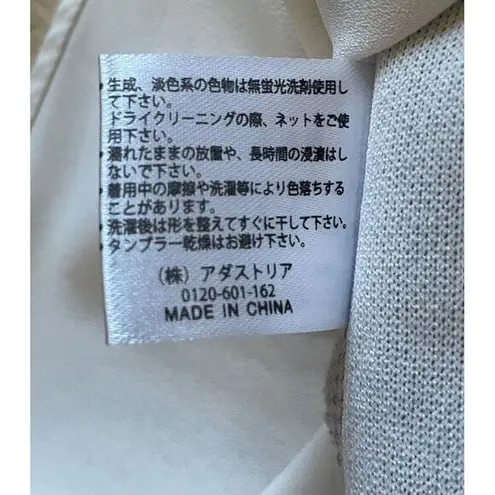 ・生成、淡色系の色物は無蛍光洗剤使用し
て下さい。
・ドライクリーニングの際、ネットをご使
用下さい。
・濡れたままの放置や、長時間の浸漬はし
ないで下さい。
・着用中の摩擦や洗濯等により色落ちする
ことがあります。
・洗濯後は形を整えてすぐに干して下さい。
・タンブラー乾燥はお避け下さい。
(株) アダストリア
0120-601-162
MADE IN CHINA